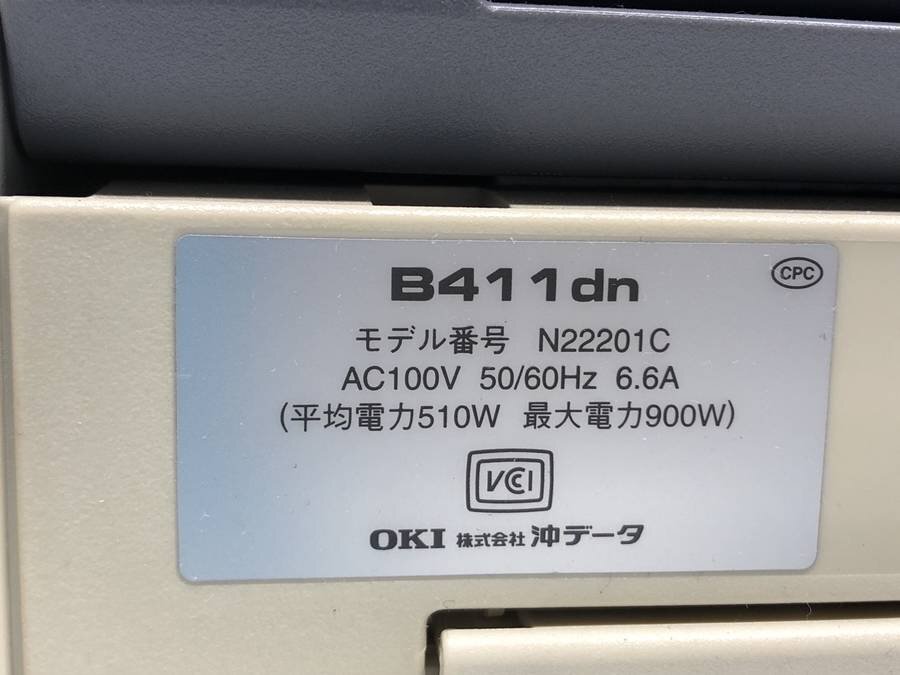 B411dn
CPC
モデル番号 N22201C
AC100V 50/60Hz 6.6A
(平均電力510W 最大電力900W)
VCCI
OKI 株式会社 沖データ